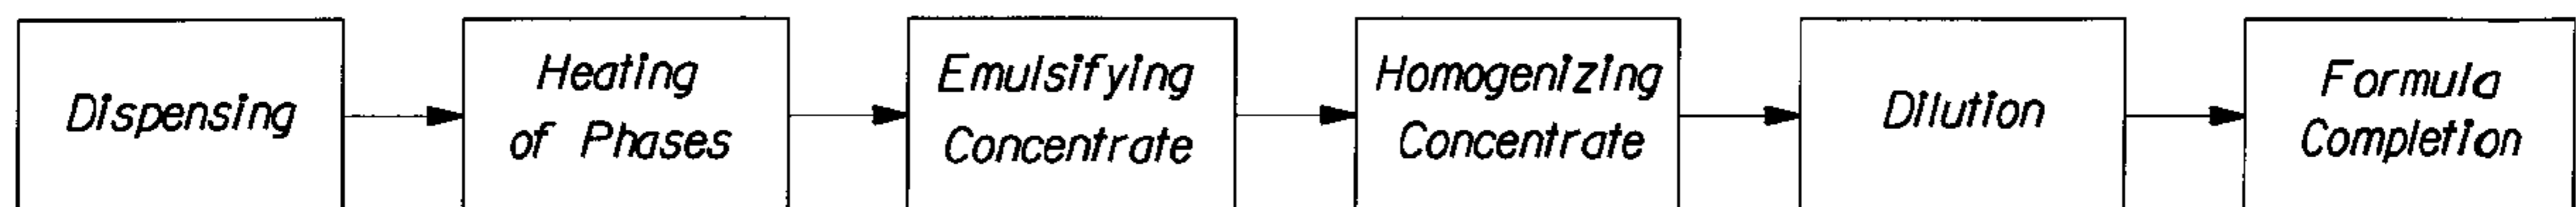 Dispensing
Heating
of Phases
Emulsifying
Concentrate
Homogenizing
Concentrate
Dilution
Formula
Completion